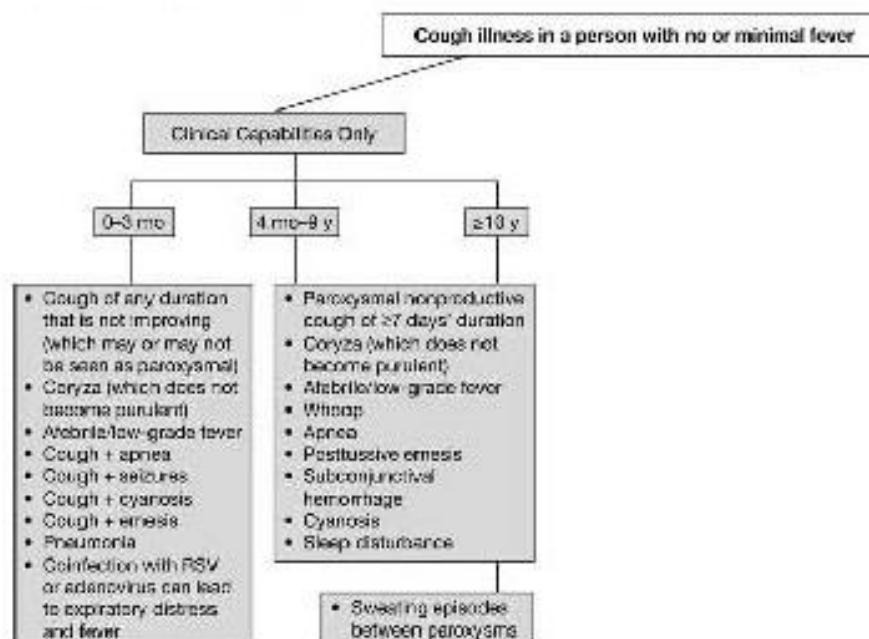 Cough illness in a person with no or minimal fever
Clinical Capabilities Only
0–3 mo
4 mo–9 y
≥10 y
• Cough of any duration
that is not improving
(which may or may not
be seen as paroxysmal)
• Coryza (which does not
become purulent)
• Afebrile/low-grade fever
• Cough + apnea
• Cough + seizures
• Cough + cyanosis
• Cough + emesis
• Pneumonia
• Coinfection with RSV
or adenovirus can lead
to expiratory distress
and fever
• Paroxysmal nonproductive
cough of ≥7 days' duration
• Coryza (which does not
become purulent)
• Afebrile/low-grade fever
• Whoop
• Apnea
• Posttussive emesis
• Subconjunctival
hemorrhage
• Cyanosis
• Sleep disturbance
• Sweating episodes
between paroxysms